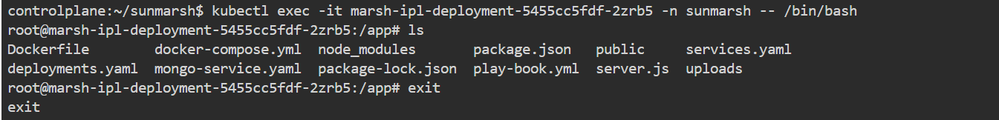 controlplane:~/sunmarsh$ kubectl exec -it marsh-ipl-deployment-5455cc5fdf-2zrb5 -n sunmarsh -- /bin/bash
root@marsh-ipl-deployment-5455cc5fdf-2zrb5:/app# ls
Dockerfile        docker-compose.yml  node_modules       package.json   public     services.yaml
deployments.yaml  mongo-service.yaml  package-lock.json  play-book.yml  server.js  uploads
root@marsh-ipl-deployment-5455cc5fdf-2zrb5:/app# exit
exit